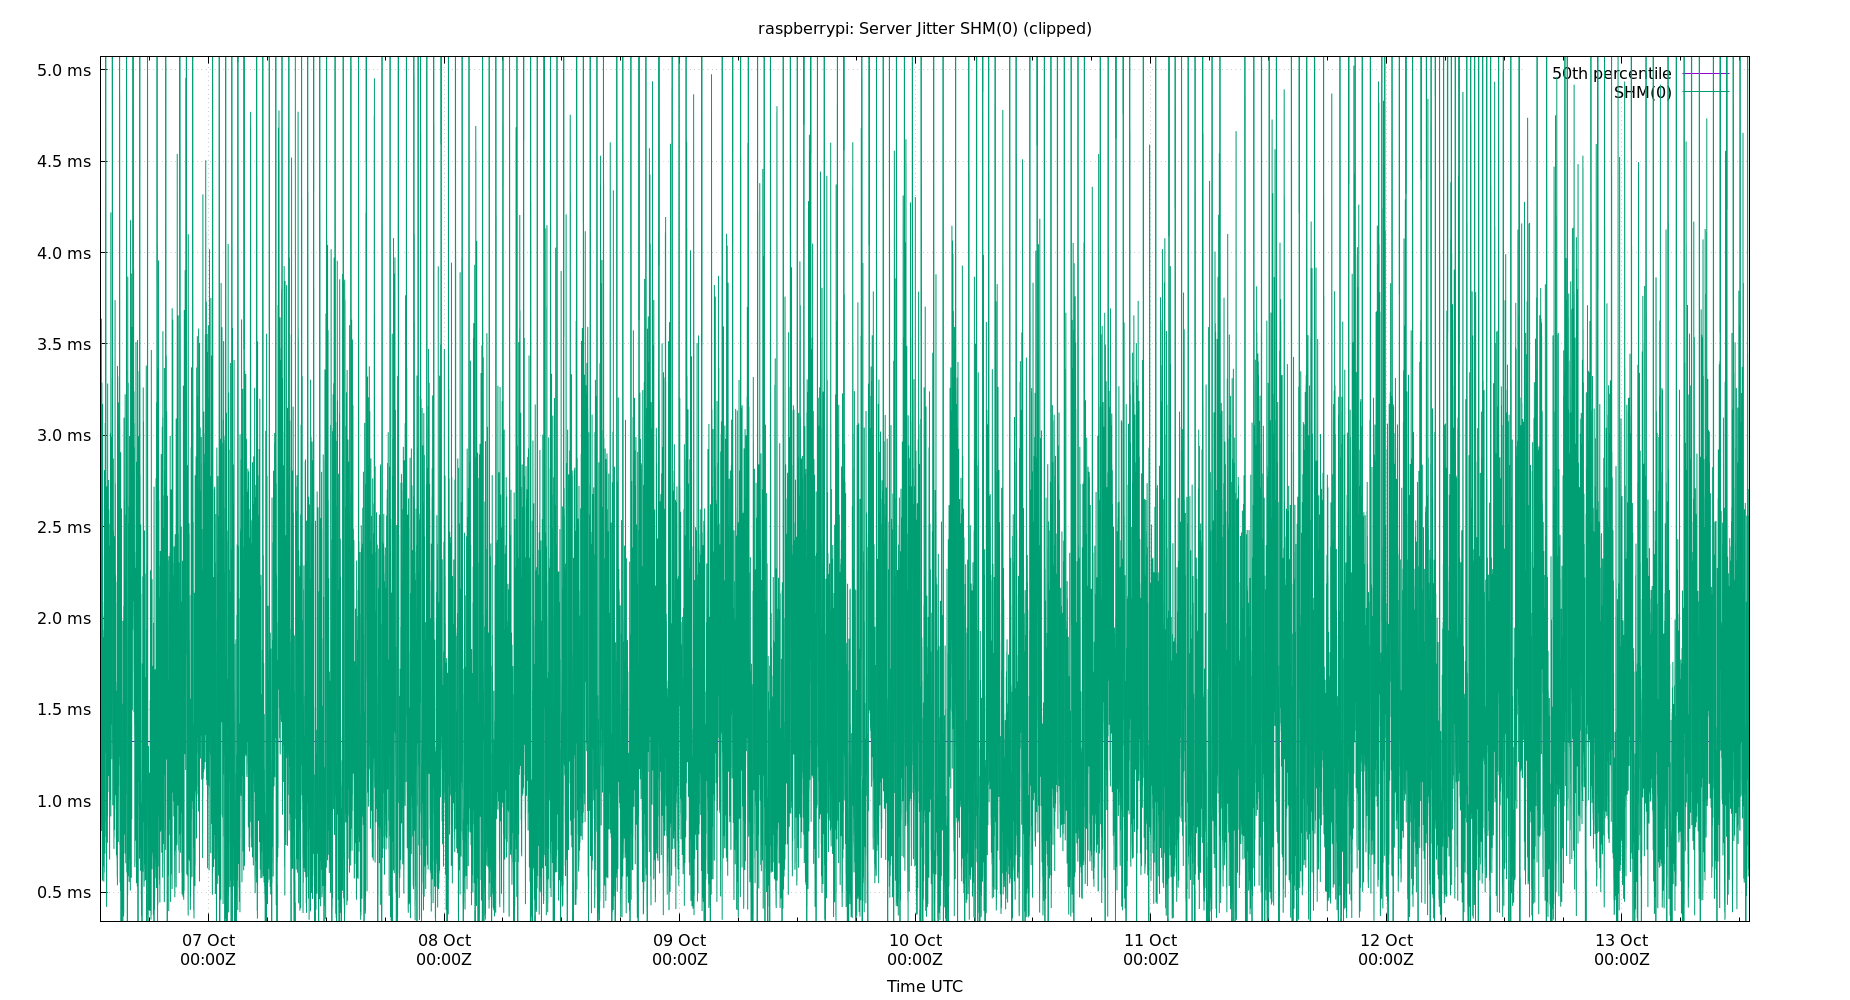 raspberrypi: Server Jitter SHM(0) (clipped)
50th percentile
SHM(0)
5.0 ms
4.5 ms
4.0 ms
3.5 ms
3.0 ms
2.5 ms
2.0 ms
1.5 ms
1.0 ms
0.5 ms
07 Oct 08 Oct 09 Oct 10 Oct 11 Oct 12 Oct 13 Oct
00:00Z 00:00Z 00:00Z 00:00Z 00:00Z 00:00Z 00:00Z
Time UTC